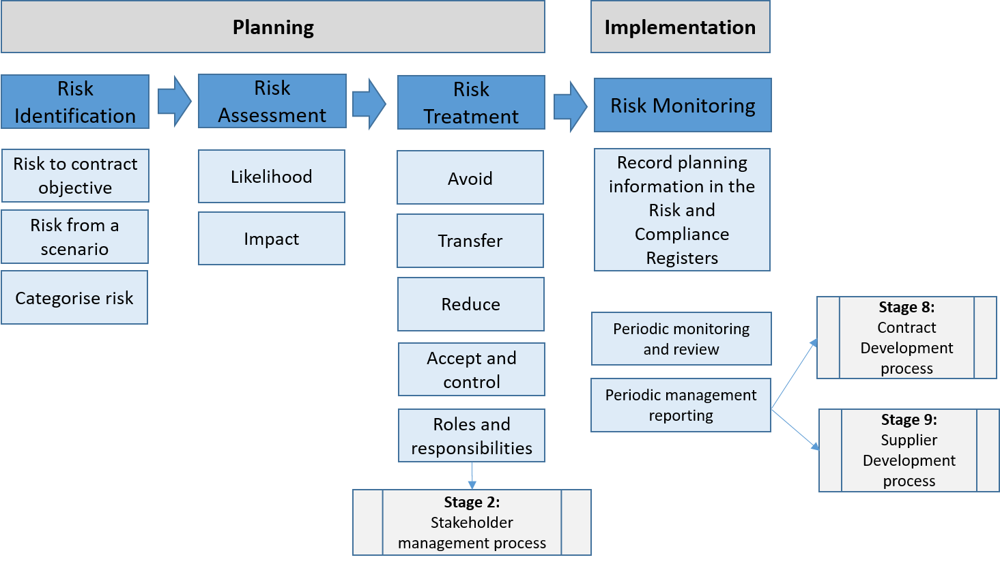 Planning
Implementation
Risk
Identification
Risk
Assessment
Risk
Treatment
Risk Monitoring
Risk to contract
objective
Risk from a
scenario
Categorise risk
Likelihood
Impact
Avoid
Transfer
Reduce
Accept and
control
Roles and
responsibilities
Stage 2:
Stakeholder
management process
Record planning
information in the
Risk and
Compliance
Registers
Periodic monitoring
and review
Periodic management
reporting
Stage 8:
Contract
Development
process
Stage 9:
Supplier
Development
process